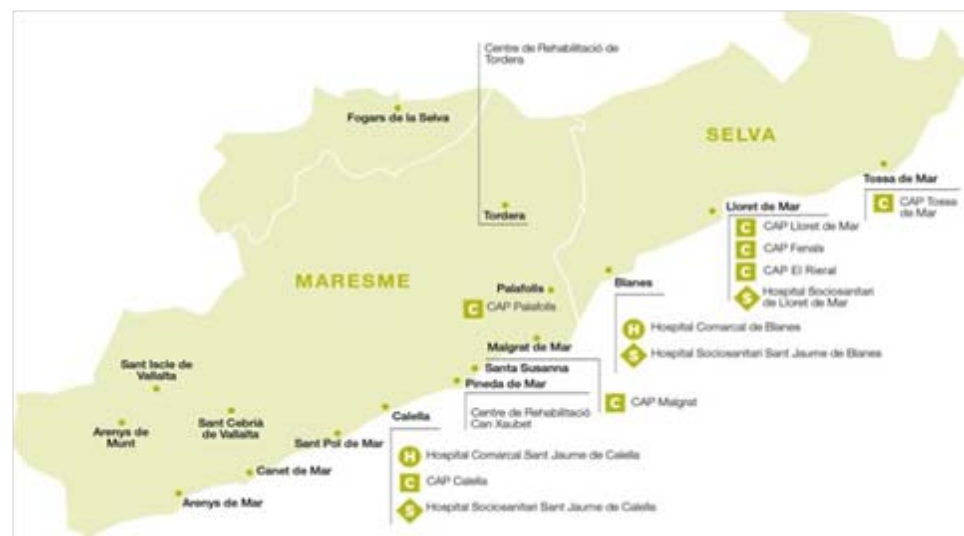 Centre de Rehabilitació de
Tordera
Fogars de la Selva
SELVA
Tossa de Mar
C CAP Tossa
de Mar
Tordera
Lloret de Mar
C CAP Lloret de Mar
C CAP Fenals
C CAP El Rieral
S Hospital Sociosanitari
de Lloret de Mar
MARESME
Palafolls
C CAP Palafolls
Blanes
H Hospital Comarcal de Blanes
S Hospital Sociosanitari Sant Jaume de Blanes
Malgrat de Mar
C CAP Malgrat
Santa Susanna
Pineda de Mar
Centre de Rehabilitació
Can Xaubet
Sant Iscle de
Vallalta
Arenys de
Munt
Sant Cebrià
de Vallalta
Calella
H Hospital Comarcal Sant Jaume de Calella
C CAP Calella
S Hospital Sociosanitari Sant Jaume de Calella
Sant Pol de Mar
Canet de Mar
Arenys de Mar